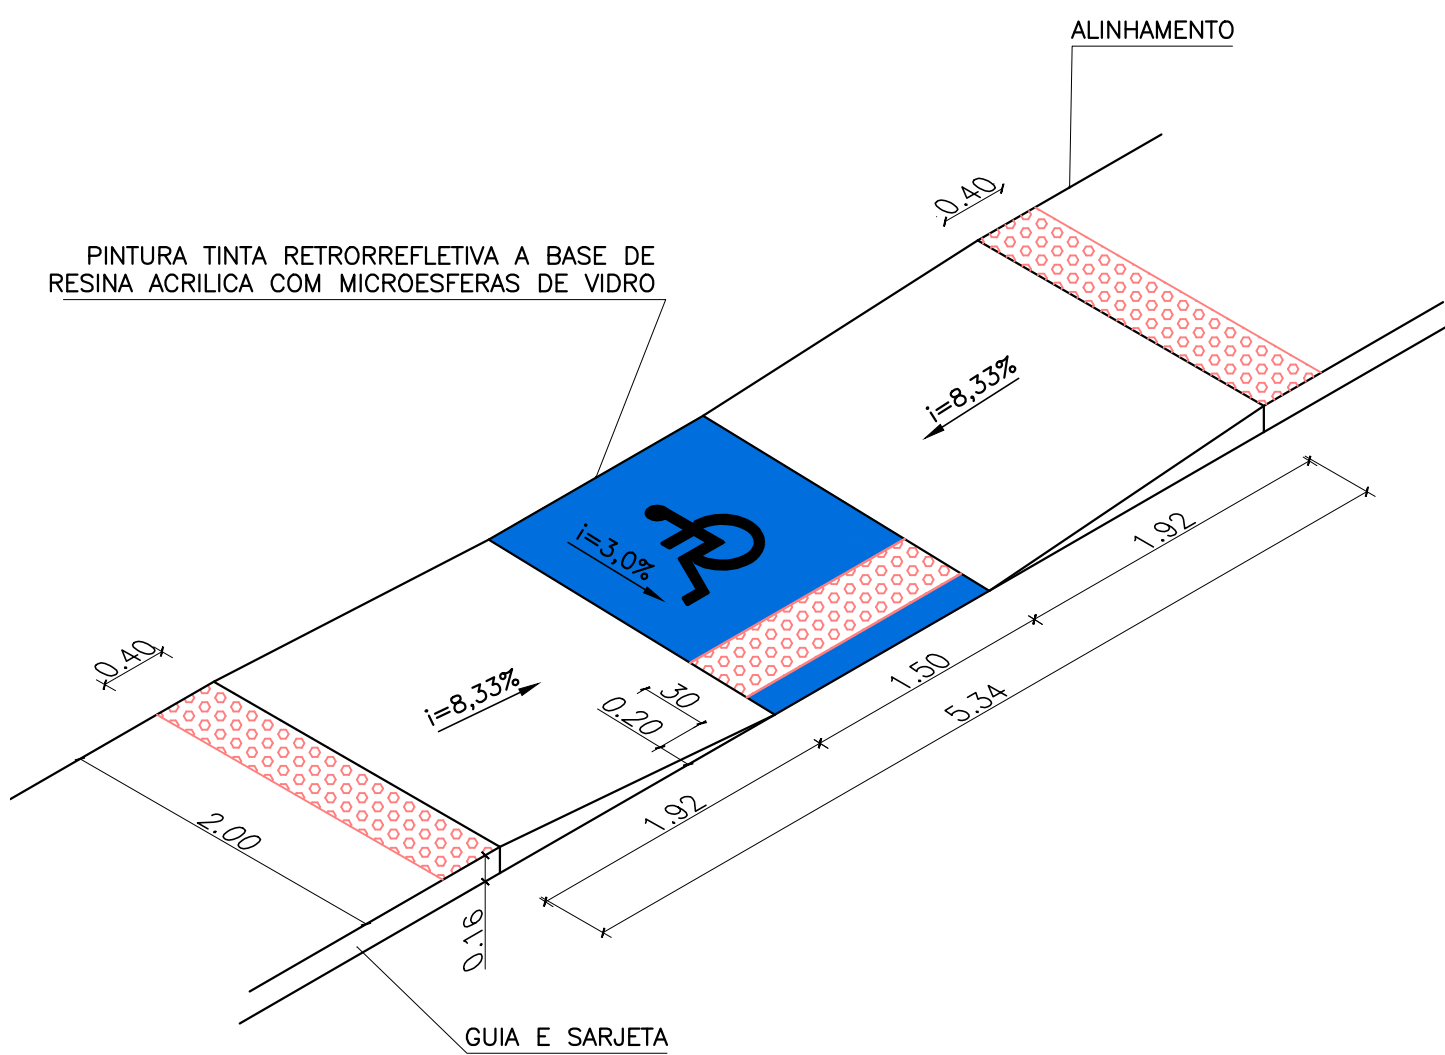 ALINHAMENTO
0.40
PINTURA TINTA RETRORREFLETIVA A BASE DE
RESINA ACRILICA COM MICROESFERAS DE VIDRO
i=8,33%
i=3,0%
1.92
0.40
i=8,33%
30
0.20
1.50
5.34
1.92
2.00
0.16
GUIA E SARJETA